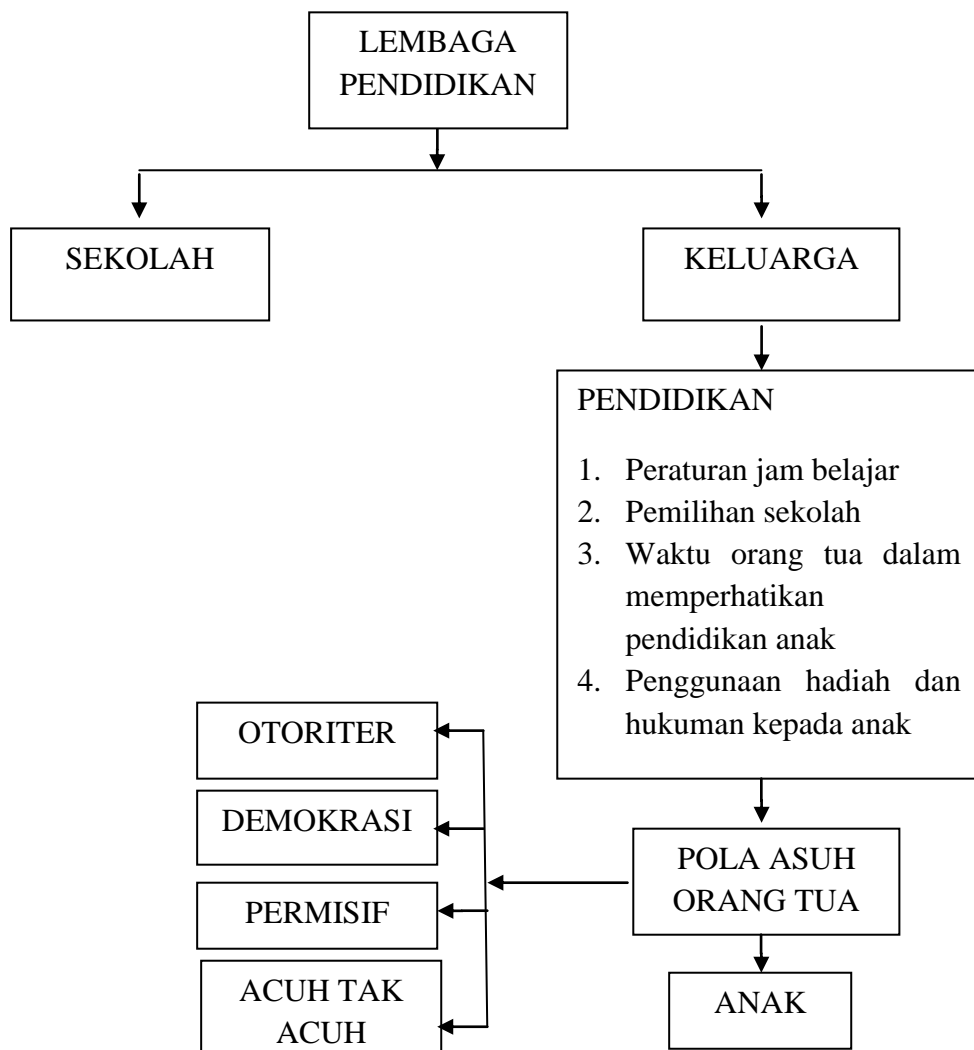 LEMBAGA
PENDIDIKAN
SEKOLAH
KELUARGA
PENDIDIKAN
1. Peraturan jam belajar
2. Pemilihan sekolah
3. Waktu orang tua dalam
memperhatikan
pendidikan anak
4. Penggunaan hadiah dan
hukuman kepada anak
OTORITER
DEMOKRASI
PERMISIF
ACUH TAK
ACUH
POLA ASUH
ORANG TUA
ANAK